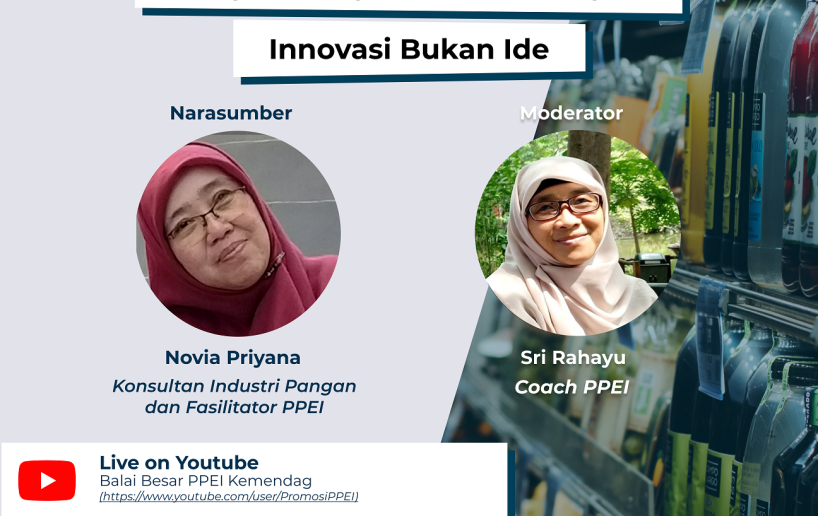 Innovasi Bukan Ide
Narasumber
Moderator
Novia Priyana
Konsultan Industri Pangan
dan Fasilitator PPEI
Sri Rahayu
Coach PPEI
Live on Youtube
Balai Besar PPEI Kemendag
(https://www.youtube.com/user/PromosiPPEI)